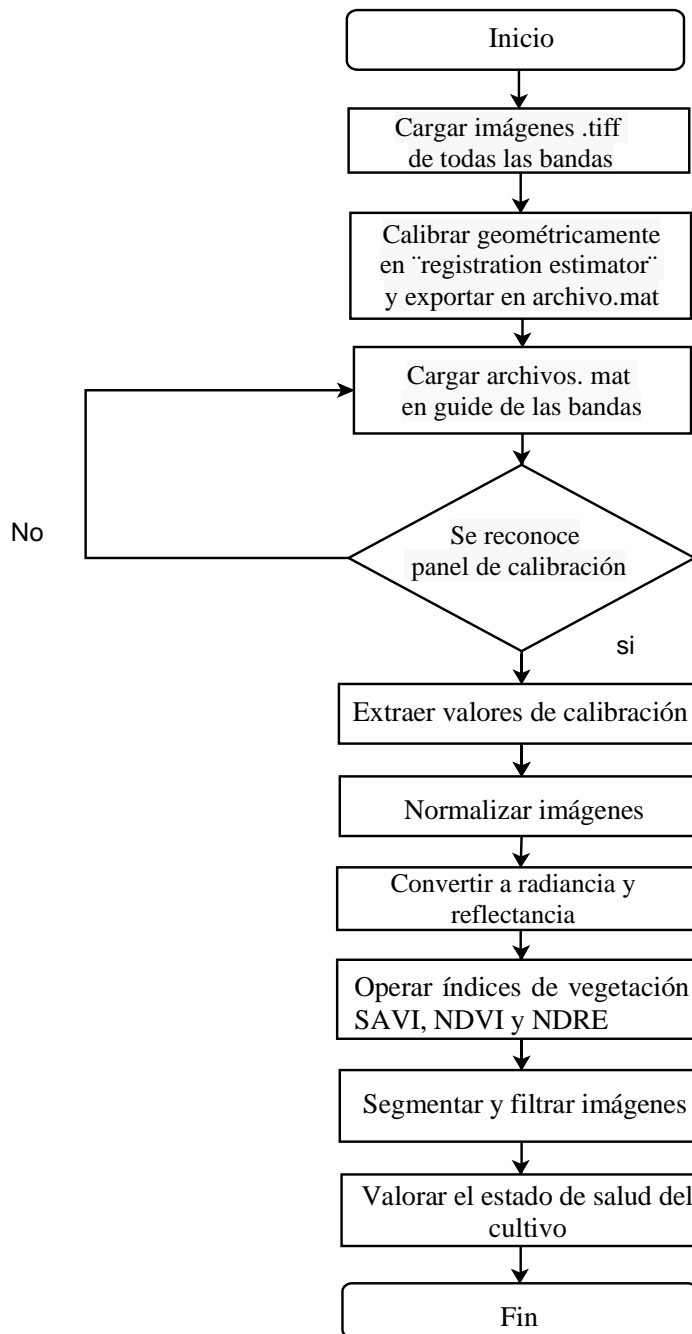 Inicio
Cargar imágenes .tiff
de todas las bandas
Calibrar geométricamente
en ¨registration estimator¨
y exportar en archivo.mat
Cargar archivos. mat
en guide de las bandas
No
Se reconoce
panel de calibración
si
Extraer valores de calibración
Normalizar imágenes
Convertir a radiancia y
reflectancia
Operar índices de vegetación
SAVI, NDVI y NDRE
Segmentar y filtrar imágenes
Valorar el estado de salud del
cultivo
Fin